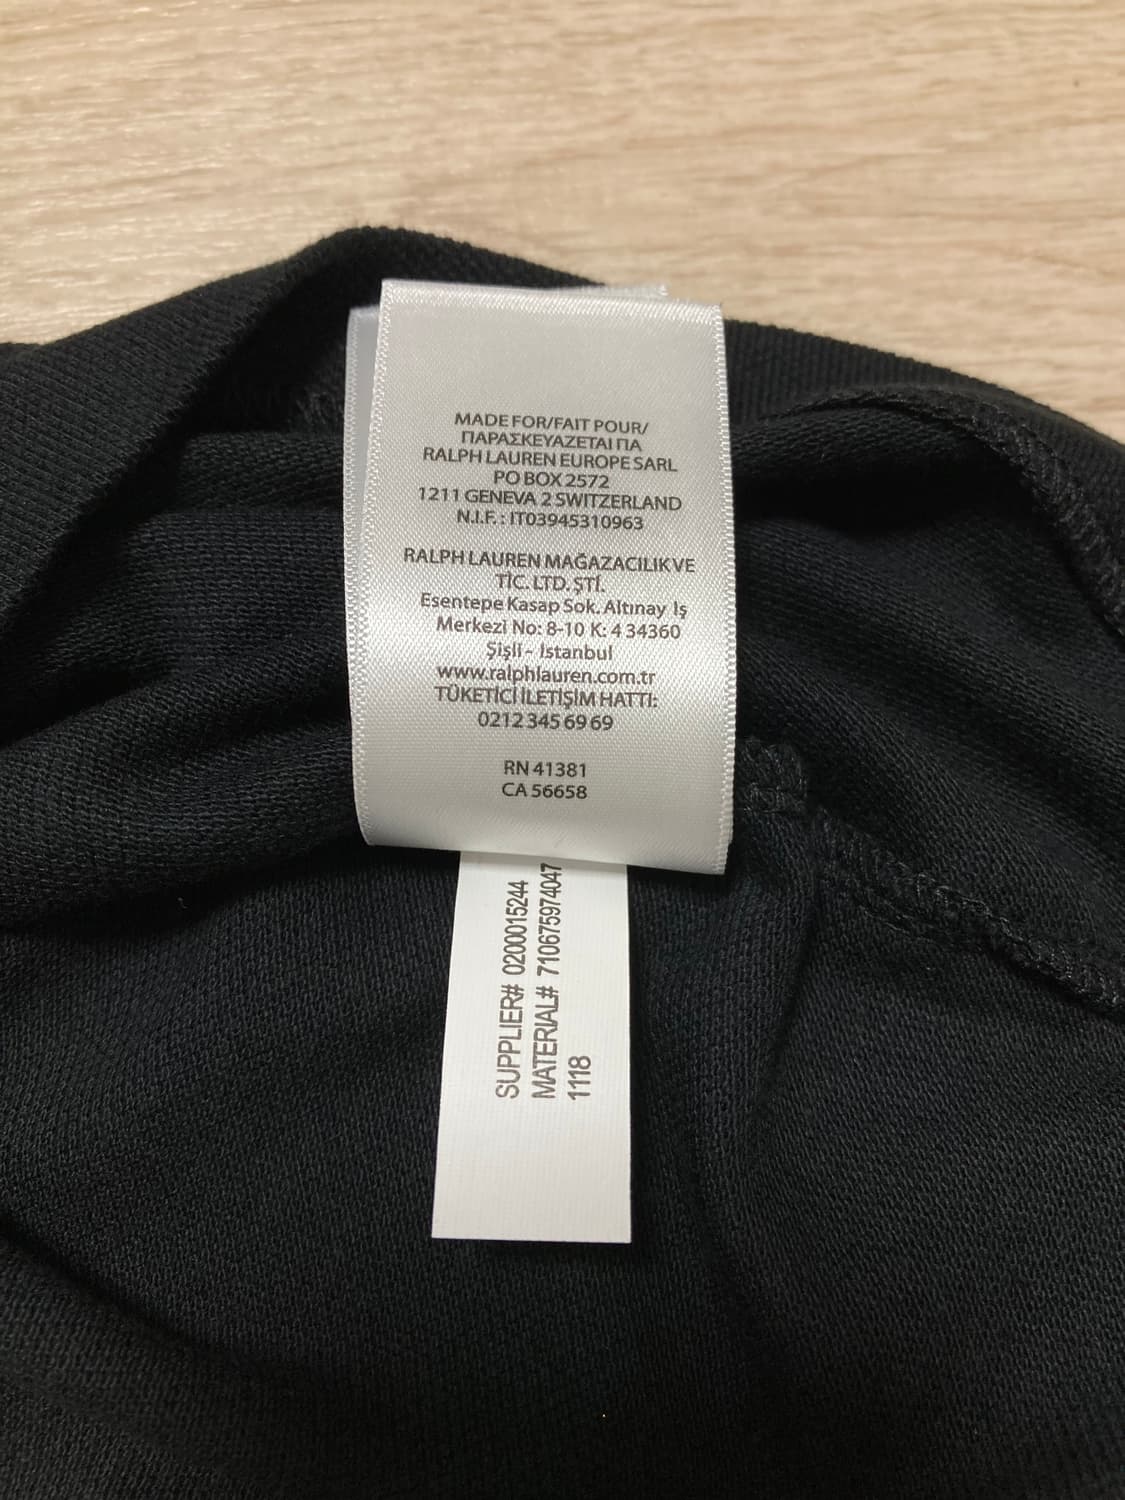 MADE FOR/FAIT POUR/
ΠΑΡΑΣΚΕΥΑΖΕΤΑΙ ΓΙΑ
RALPH LAUREN EUROPE SARL
PO BOX 2572
1211 GENEVA 2 SWITZERLAND
N.I.F. : IT03945310963
RALPH LAUREN MAĞAZACILIK VE
TİC. LTD. ŞTİ.
Esentepe Kasap Sok. Altınay İş
Merkezi No: 8-10 K: 4 34360
Şişli - Istanbul
www.ralphlauren.com.tr
TÜKETİCİ İLETİŞİM HATTI:
0212 345 69 69
RN 41381
CA 56658
SUPPLIER# 0200015244
MATERIAL# 710675974047
1118